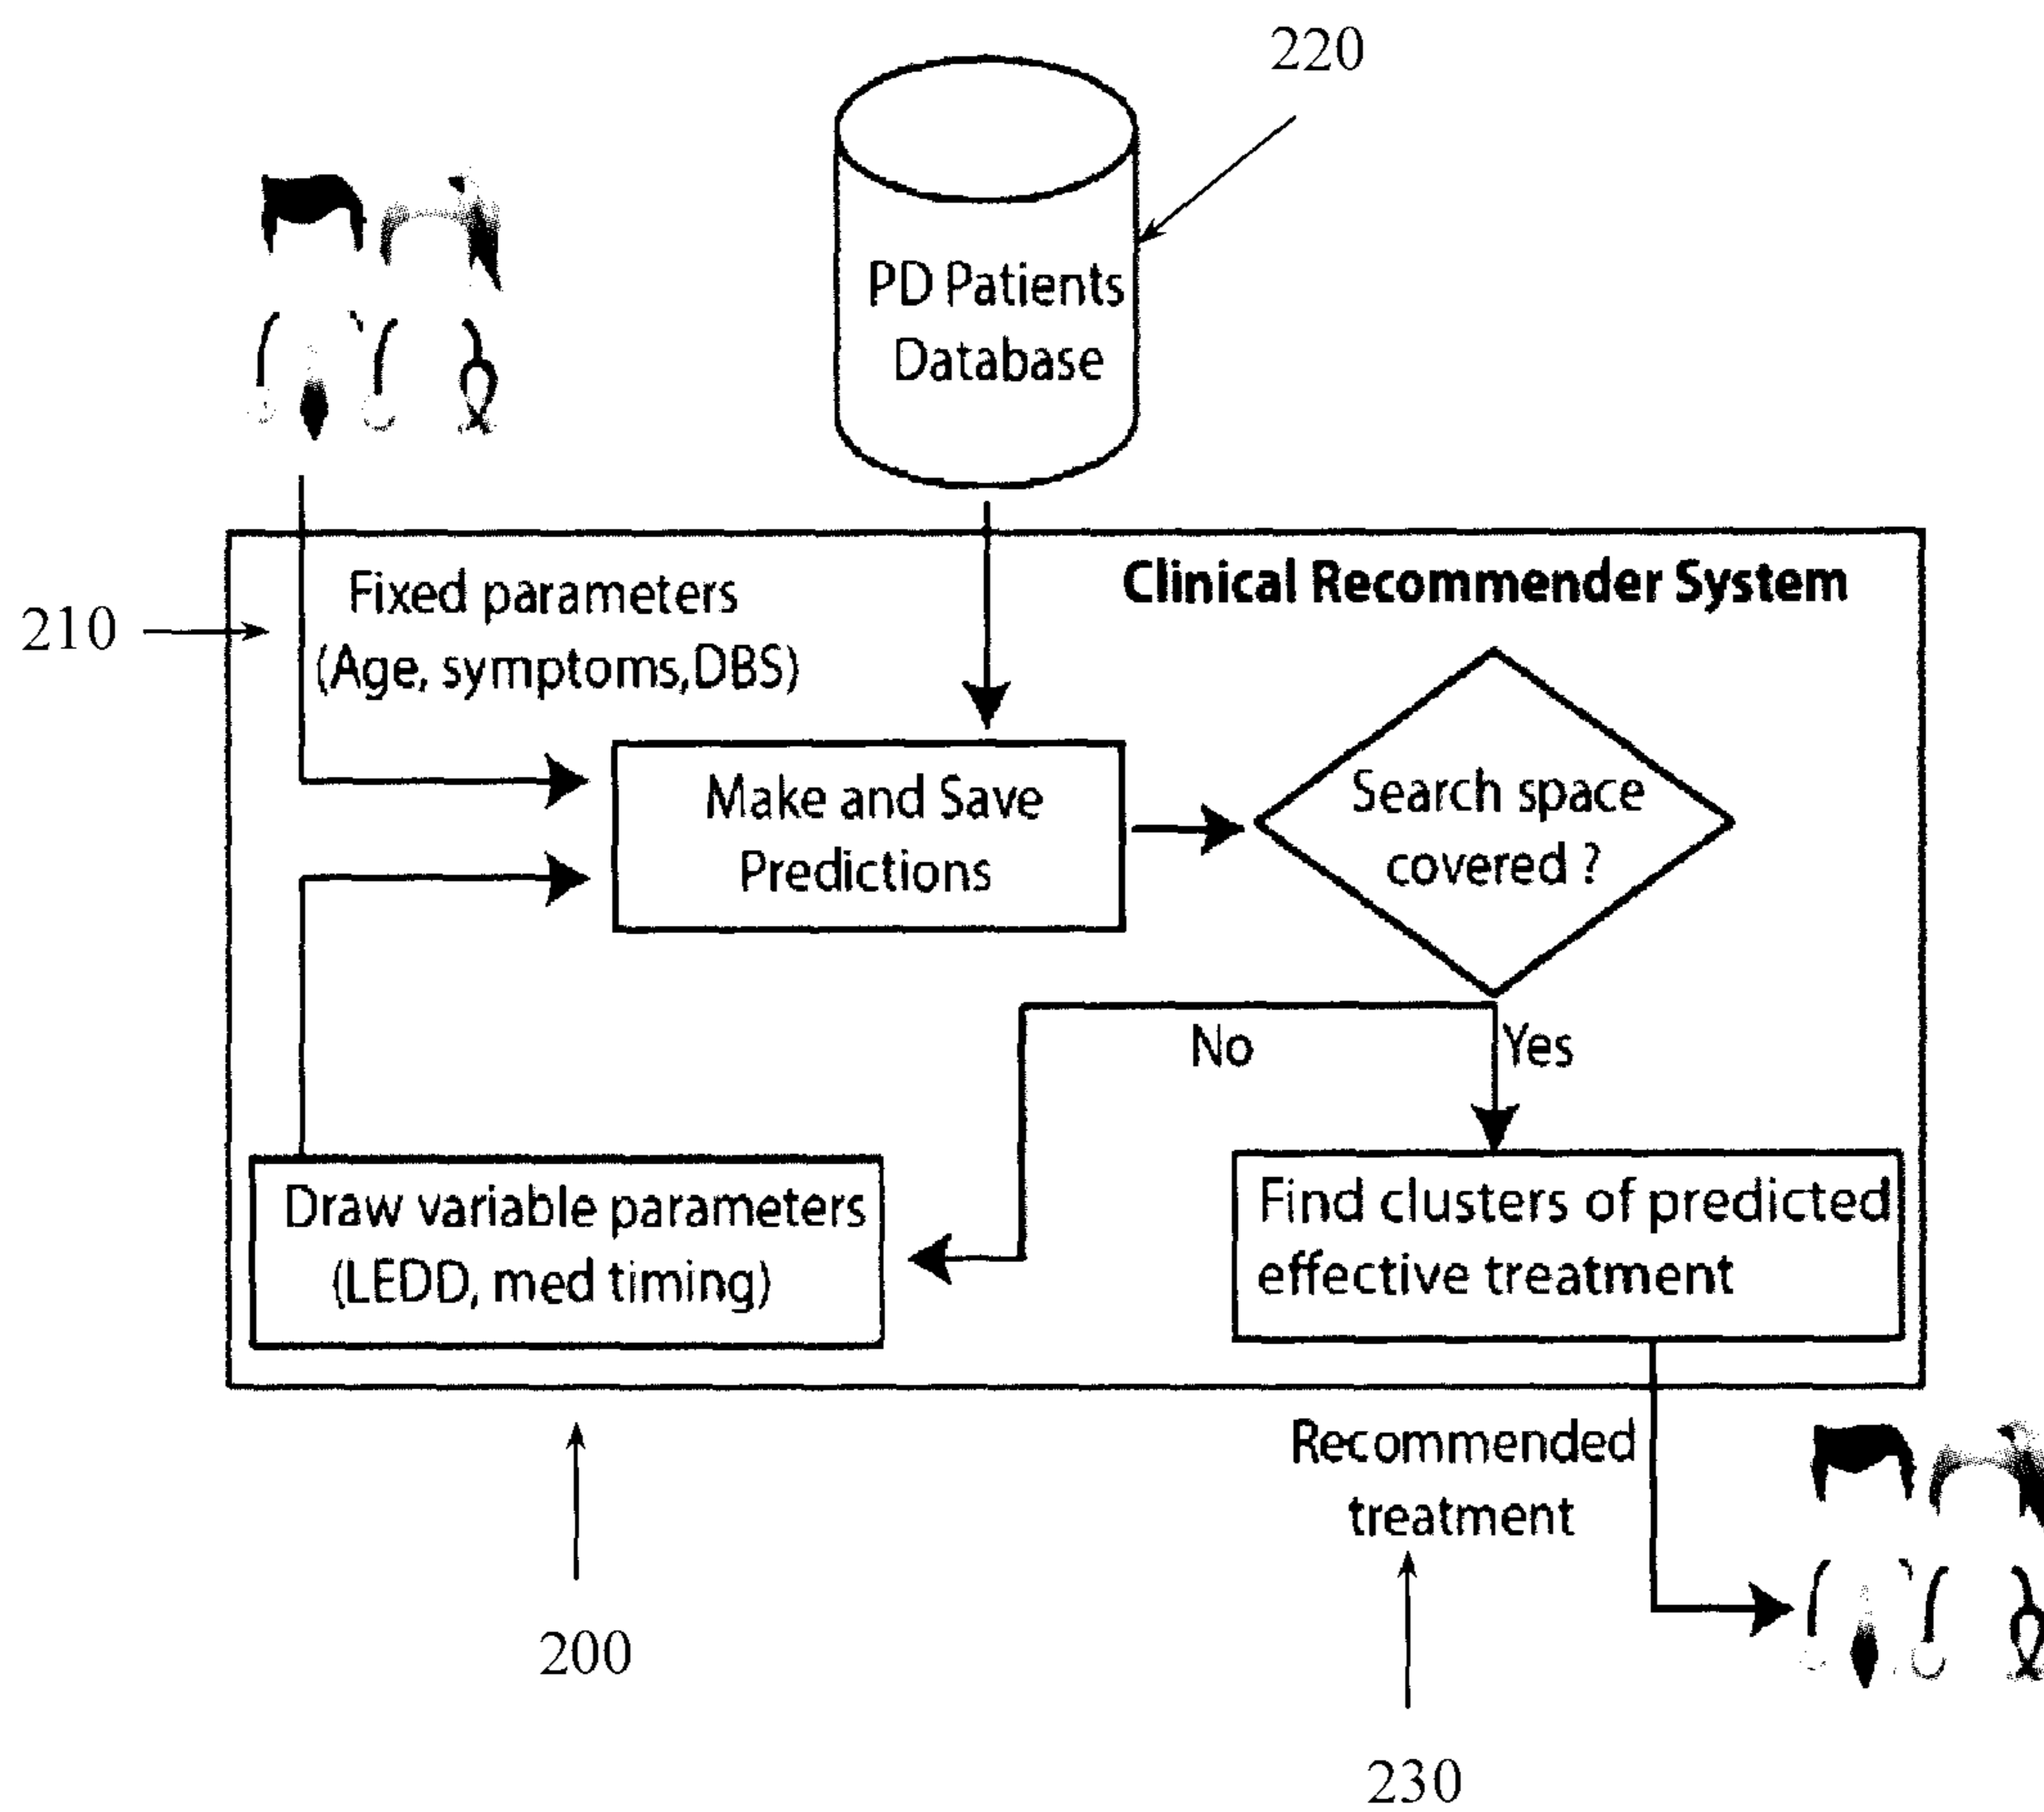 220
PD Patients
Database
Clinical Recommender System
Fixed parameters
(Age, symptoms,DBS)
210
Make and Save
Predictions
Search space
covered ?
No
Yes
Draw variable parameters
(LEDD, med timing)
Find clusters of predicted
effective treatment
Recommended
treatment
200
230